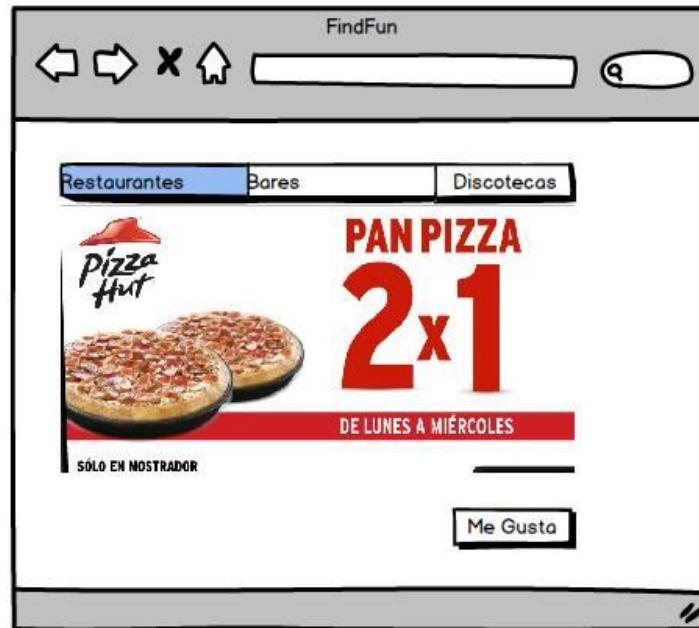 FindFun
Restaurantes Bares Discotecas
Pizza
Hut
PAN PIZZA
2x1
DE LUNES A MIÉRCOLES
SÓLO EN MOSTRADOR
Me Gusta